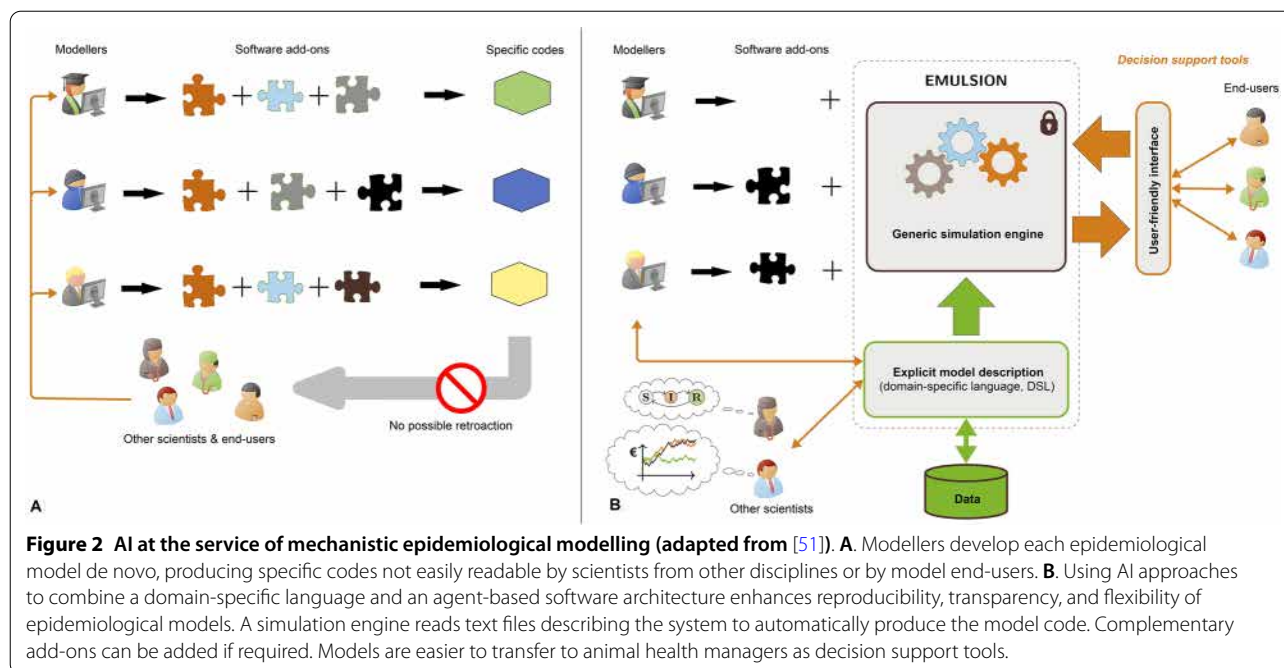 Modellers
Software add-ons
Specific codes
+
+
+
+
+
+
No possible retroaction
Other scientists & end-users
A
Modellers
Software add-ons
+
+
+
EMULSION
Generic simulation engine
Decision support tools
End-users
User-friendly interface
Explicit model description
(domain-specific language, DSL)
S I R
€
Other scientists
Data
B
Figure 2 AI at the service of mechanistic epidemiological modelling (adapted from [51]). A. Modellers develop each epidemiological
model de novo, producing specific codes not easily readable by scientists from other disciplines or by model end-users. B. Using AI approaches
to combine a domain-specific language and an agent-based software architecture enhances reproducibility, transparency, and flexibility of
epidemiological models. A simulation engine reads text files describing the system to automatically produce the model code. Complementary
add-ons can be added if required. Models are easier to transfer to animal health managers as decision support tools.